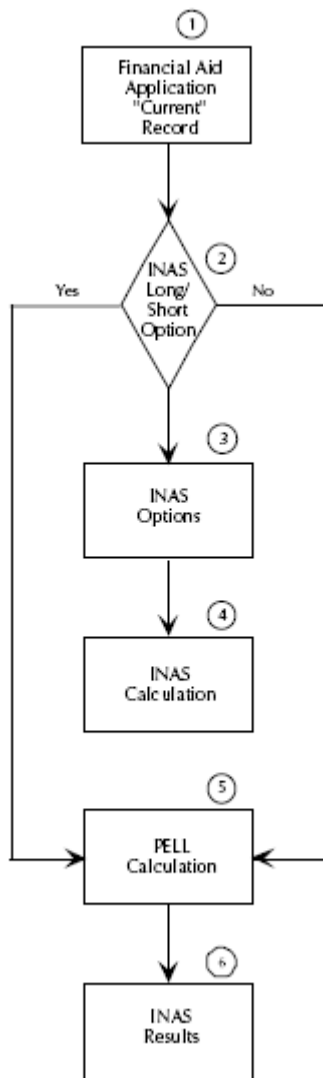 1
Financial Aid
Application
"Current"
Record
2
INAS
Long/
Short
Option
Yes
No
3
INAS
Options
4
INAS
Calculation
5
PELL
Calculation
6
INAS
Results